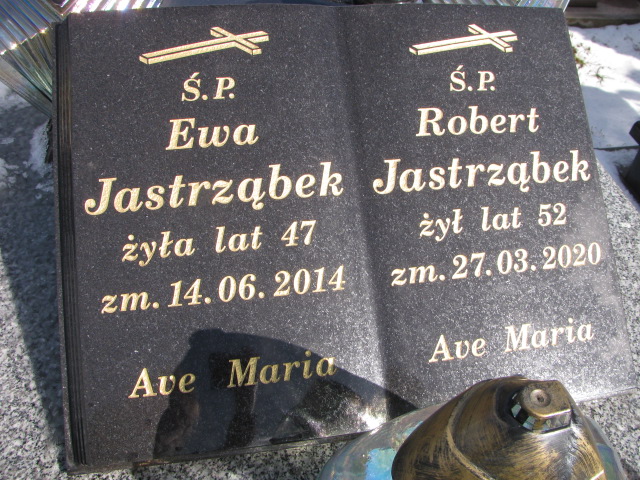 Ś.P.
Ewa
Jastrząbek
żyła lat 47
zm. 14.06.2014
Ave Maria
Ś.P.
Robert
Jastrząbek
żył lat 52
zm. 27.03.2020
Ave Maria